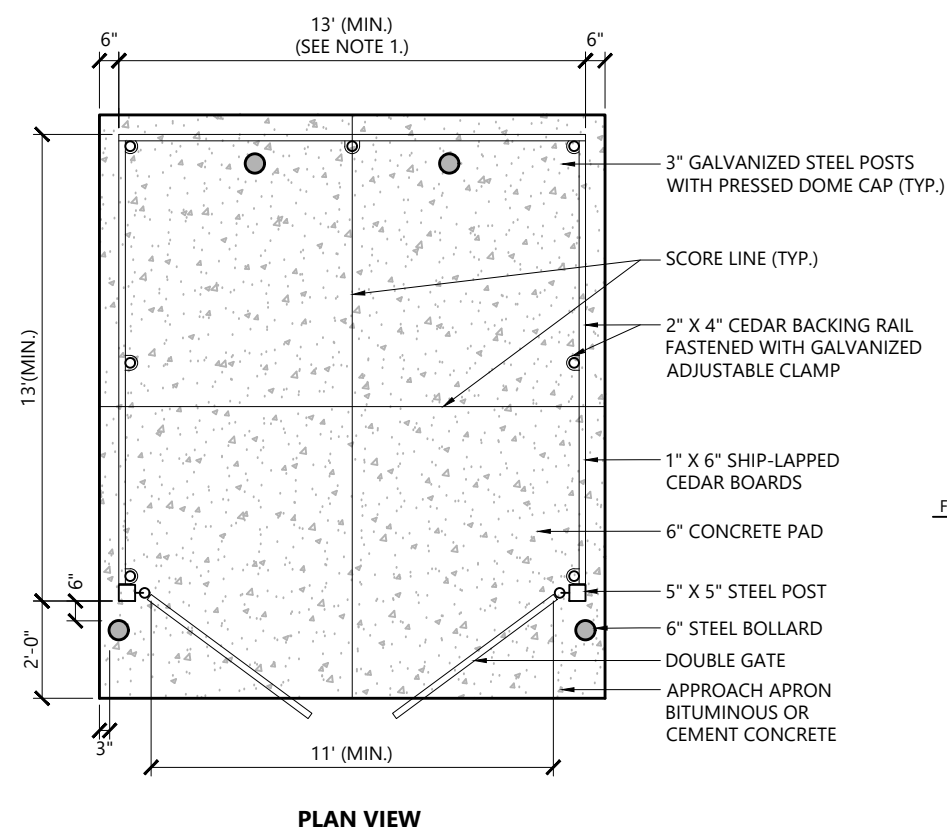 13' (MIN.)
(SEE NOTE 1.)
6"
6"
3" GALVANIZED STEEL POSTS
WITH PRESSED DOME CAP (TYP.)
SCORE LINE (TYP.)
2" X 4" CEDAR BACKING RAIL
FASTENED WITH GALVANIZED
ADJUSTABLE CLAMP
13'(MIN.)
1" X 6" SHIP-LAPPED
CEDAR BOARDS
F
6" CONCRETE PAD
6"
5" X 5" STEEL POST
6" STEEL BOLLARD
2'-0"
DOUBLE GATE
APPROACH APRON
BITUMINOUS OR
CEMENT CONCRETE
3"
11' (MIN.)
PLAN VIEW